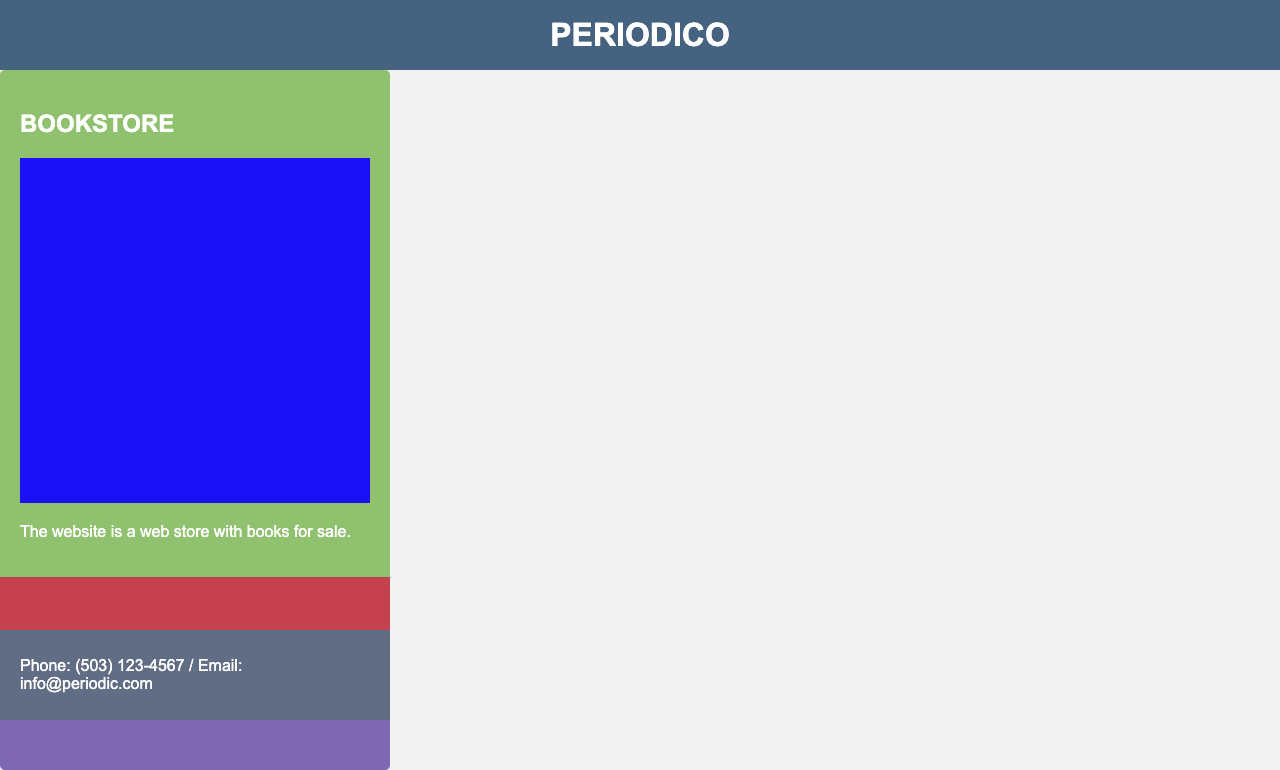 PERIODICO
BOOKSTORE
The website is a web store with books for sale.
Phone: (503) 123-4567 / Email:
info@periodic.com